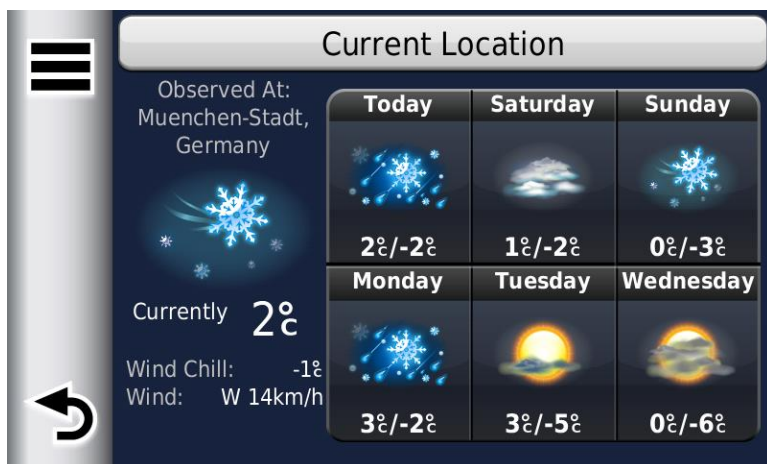 Current Location
Observed At:
Muenchen-Stadt,
Germany
Currently 2°C
Wind Chill: -1°C
Wind: W 14km/h
Today Saturday Sunday
2°C/-2°C 1°C/-2°C 0°C/-3°C
Monday Tuesday Wednesday
3°C/-2°C 3°C/-5°C 0°C/-6°C